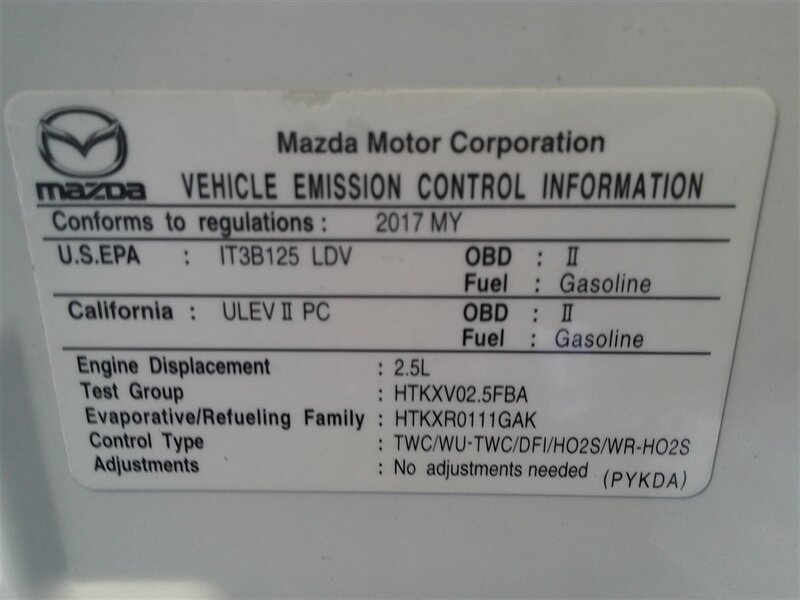 Mazda Motor Corporation
mazda VEHICLE EMISSION CONTROL INFORMATION
Conforms to regulations : 2017 MY
U.S.EPA : IT3B125 LDV OBD : II
Fuel : Gasoline
California : ULEV II PC OBD : II
Fuel : Gasoline
Engine Displacement : 2.5L
Test Group : HTKXV02.5FBA
Evaporative/Refueling Family : HTKXR0111GAK
Control Type : TWC/WU-TWC/DFI/HO2S/WR-HO2S
Adjustments : No adjustments needed (PYKDA)